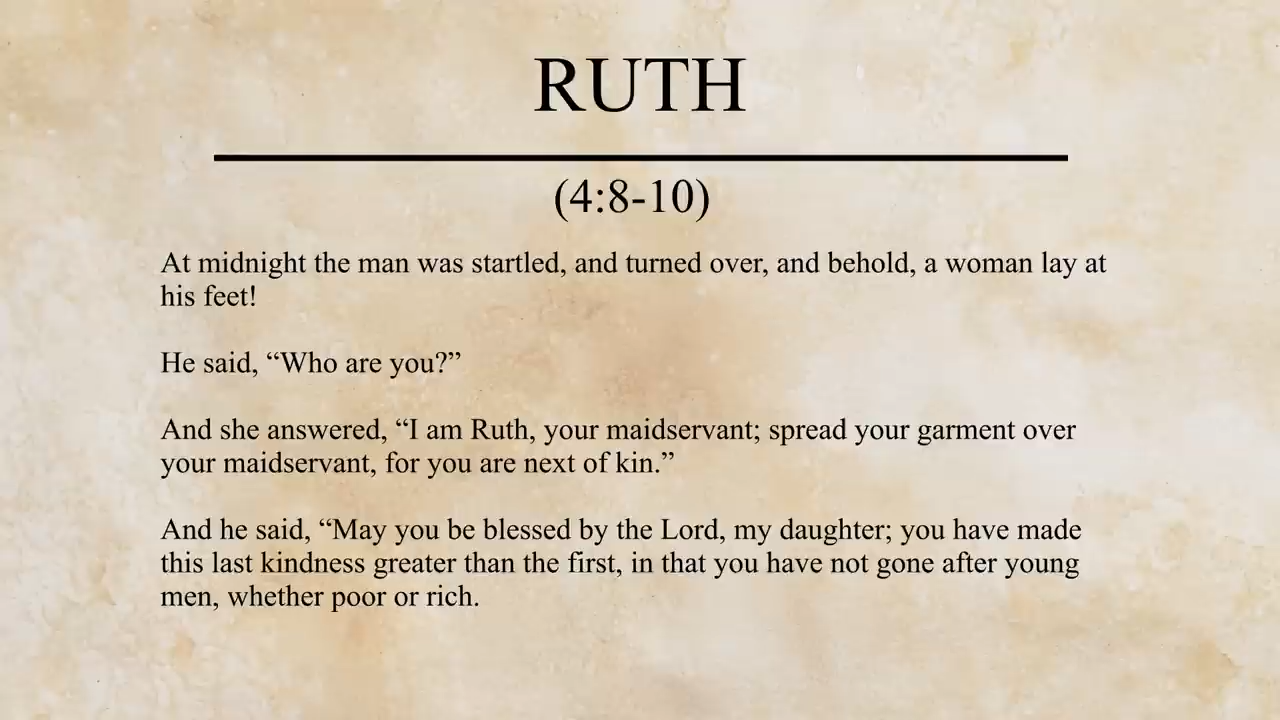 RUTH
(4:8-10)
At midnight the man was startled, and turned over, and behold, a woman lay at
his feet!
He said, “Who are you?”
And she answered, “I am Ruth, your maidservant; spread your garment over
your maidservant, for you are next of kin.”
And he said, “May you be blessed by the Lord, my daughter; you have made
this last kindness greater than the first, in that you have not gone after young
men, whether poor or rich.